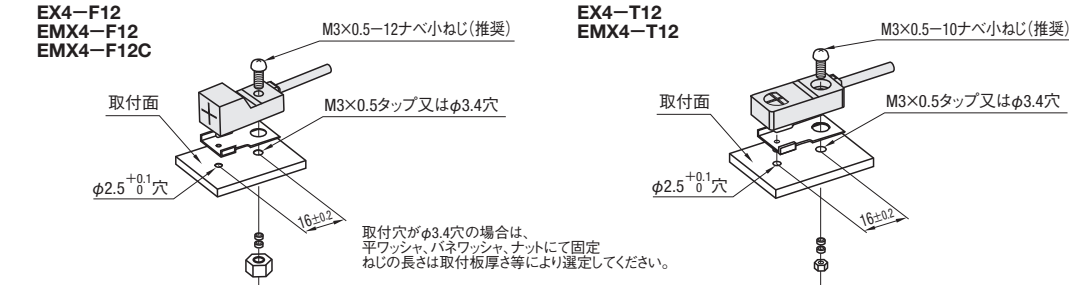 EX4−F12
EMX4−F12
EMX4−F12C
M3×0.5−12ナベ小ねじ(推奨)
取付面
M3×0.5タップ又はφ3.4穴
φ2.5 +0.1 0 穴
16±0.2
取付穴がφ3.4穴の場合は、
平ワッシャ、バネワッシャ、ナットにて固定
ねじの長さは取付板厚さ等により選定してください。
EX4−T12
EMX4−T12
M3×0.5−10ナベ小ねじ(推奨)
取付面
M3×0.5タップ又はφ3.4穴
φ2.5 +0.1 0 穴
16±0.2